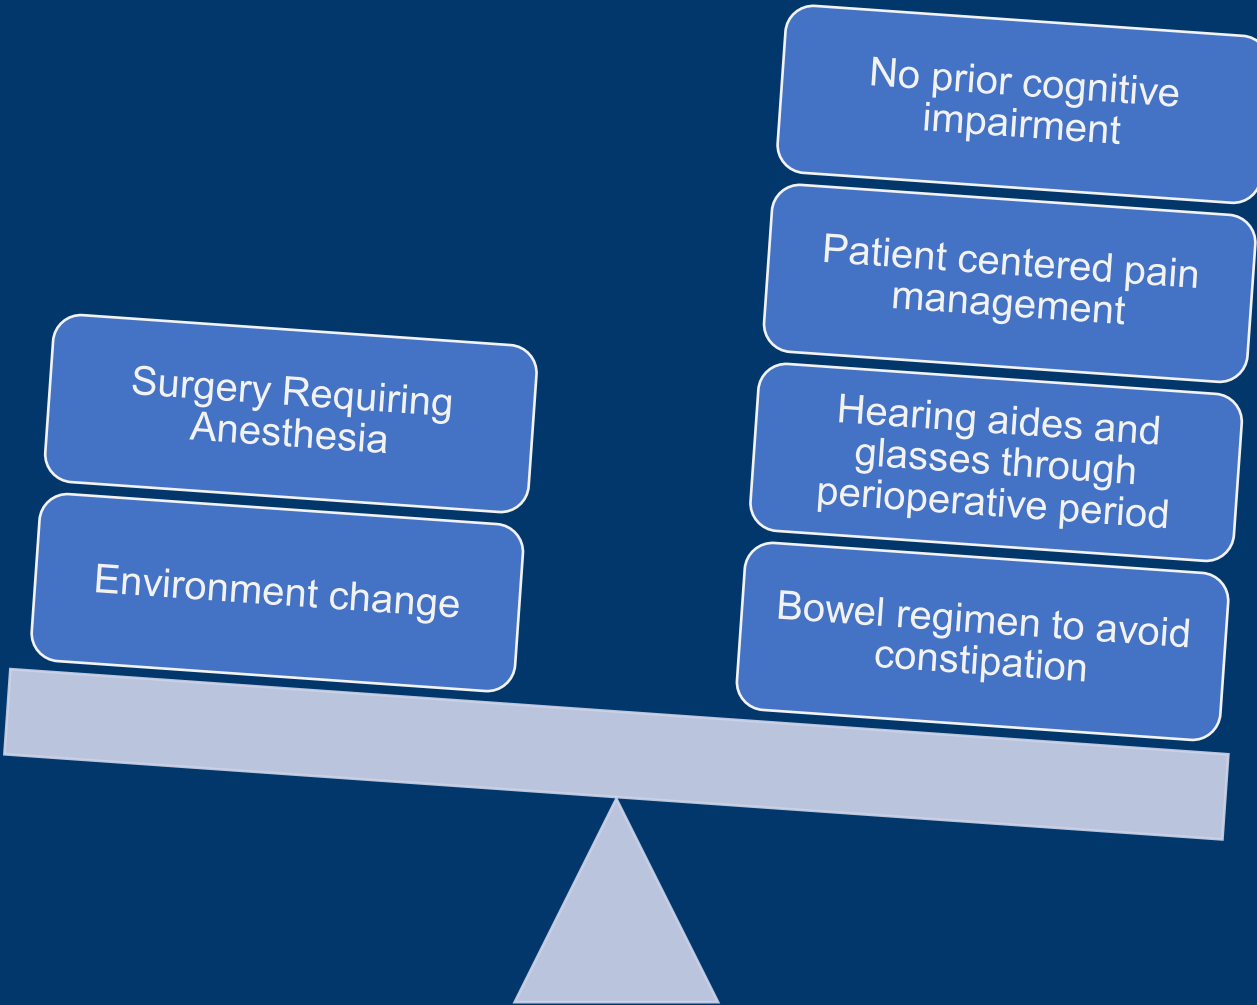 Surgery Requiring
Anesthesia
Environment change
No prior cognitive
impairment
Patient centered pain
management
Hearing aides and
glasses through
perioperative period
Bowel regimen to avoid
constipation